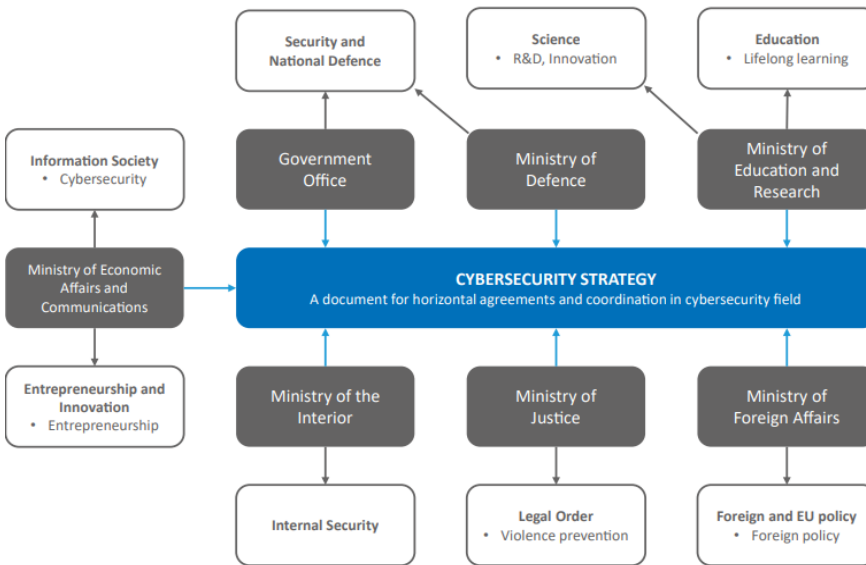 Security and
National Defence
Science
• R&D, Innovation
Education
• Lifelong learning
Information Society
• Cybersecurity
Government
Office
Ministry of
Defence
Ministry of
Education and
Research
Ministry of Economic
Affairs and
Communications
CYBERSECURITY STRATEGY
A document for horizontal agreements and coordination in cybersecurity field
Entrepreneurship and
Innovation
• Entrepreneurship
Ministry of the
Interior
Ministry of
Justice
Ministry of
Foreign Affairs
Internal Security
Legal Order
• Violence prevention
Foreign and EU policy
• Foreign policy